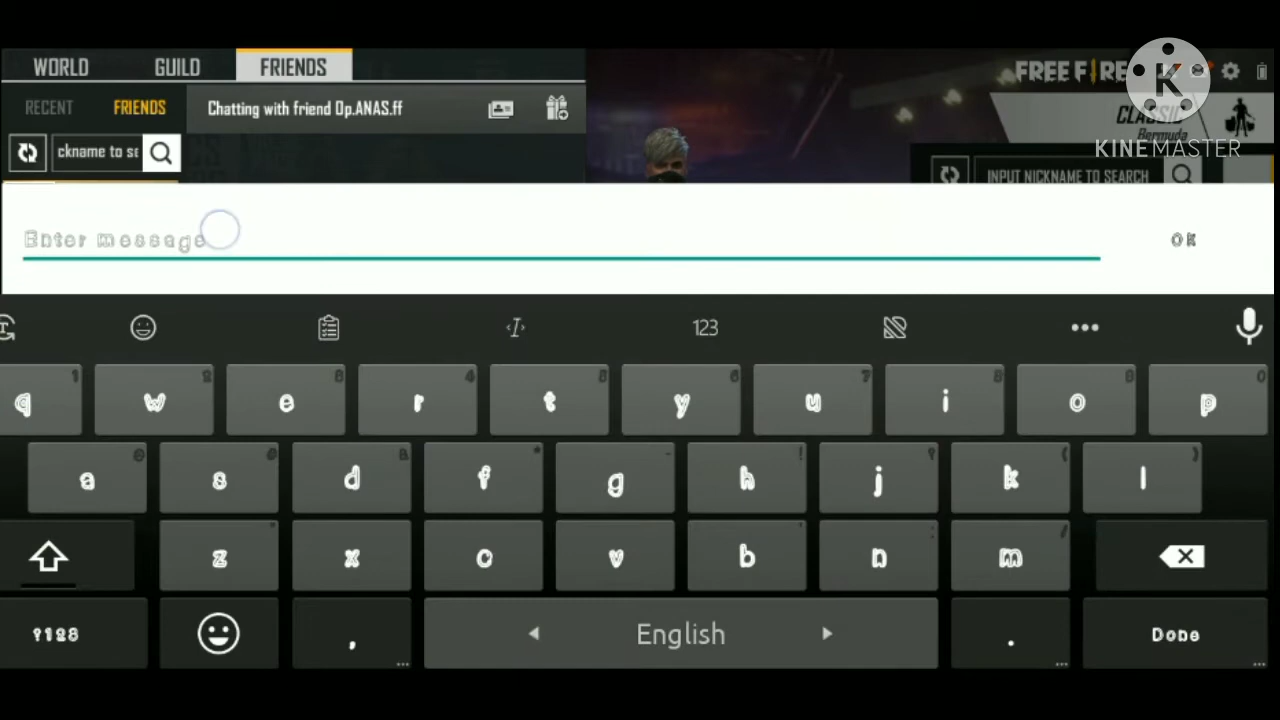 WORLD GUILD FRIENDS
FREE FIRE
RECENT FRIENDS Chatting with friend Op.ANAS.ff
CLASSIC
Bermuda
KINEMASTER
ckname to se
INPUT NICKNAME TO SEARCH
Enter message
OK
123
q w e r t y u i o p
a s d f g h j k l
z x c v b n m
?123 , English . Done